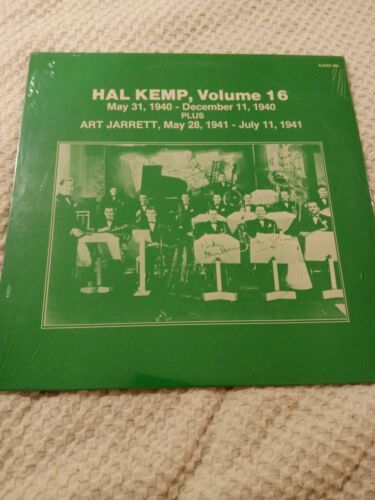 HAL KEMP, Volume 16
May 31, 1940 - December 11, 1940
PLUS
ART JARRETT, May 28, 1941 - July 11, 1941